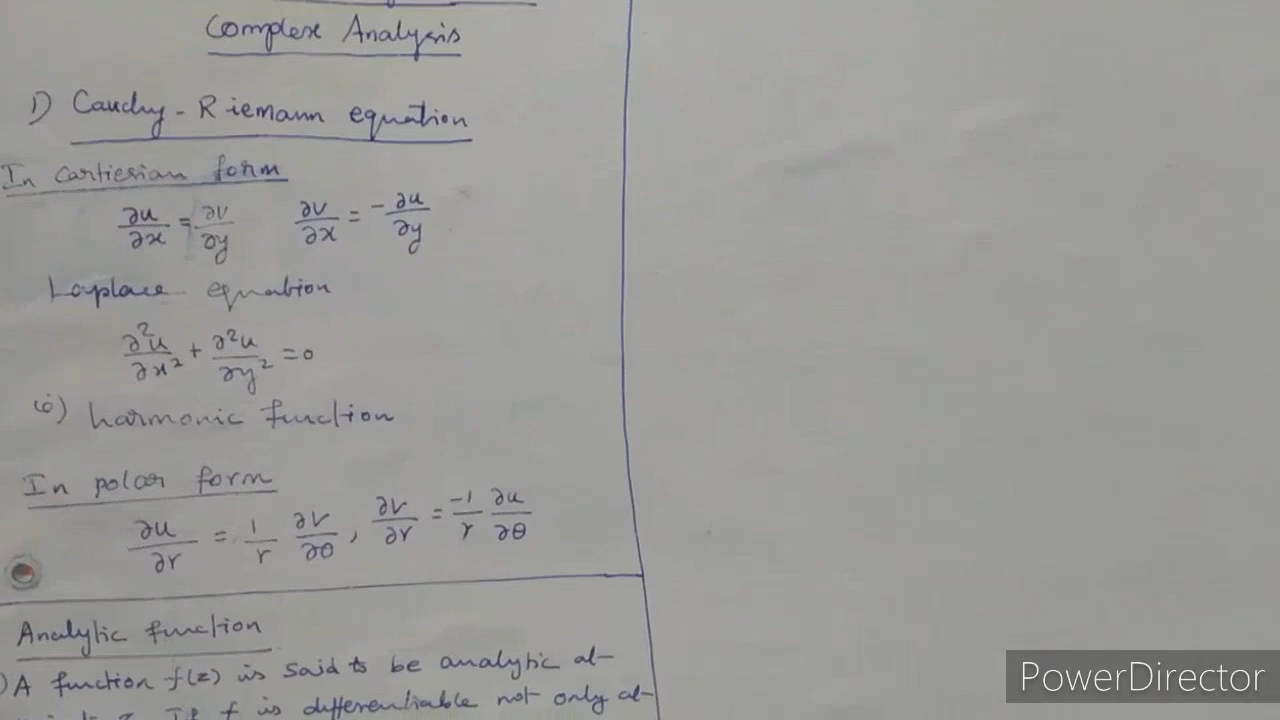 Complex Analysis
1) Cauchy - Riemann equation
In Cartiesian form
∂u/∂x = ∂v/∂y   ∂v/∂x = -∂u/∂y
Laplace equation
∂²u/∂x² + ∂²u/∂y² = 0
harmonic function
In polar form
∂u/∂r = 1/r ∂v/∂θ , ∂v/∂r = -1/r ∂u/∂θ
Analytic function
) A function f(z) is said to be analytic at
If f is differentiable not only at
PowerDirector